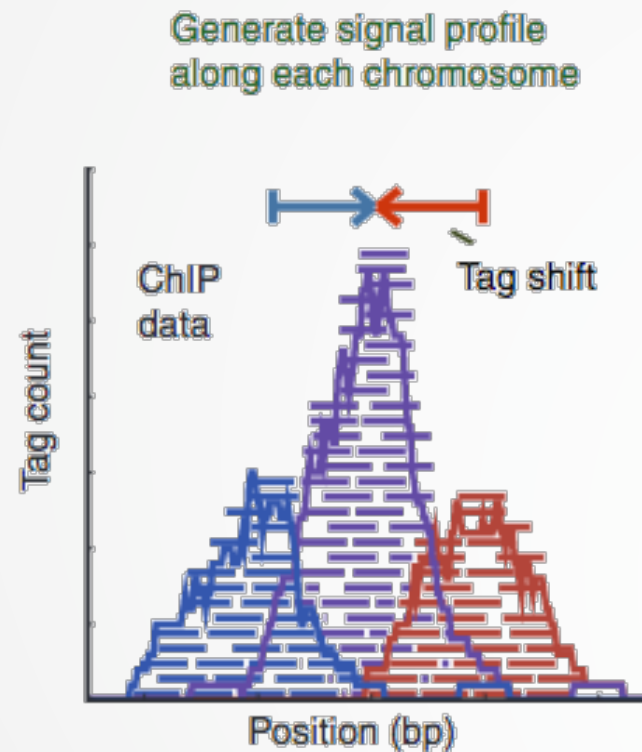 Generate signal profile
along each chromosome
ChIP
data
Tag shift
Tag count
Position (bp)